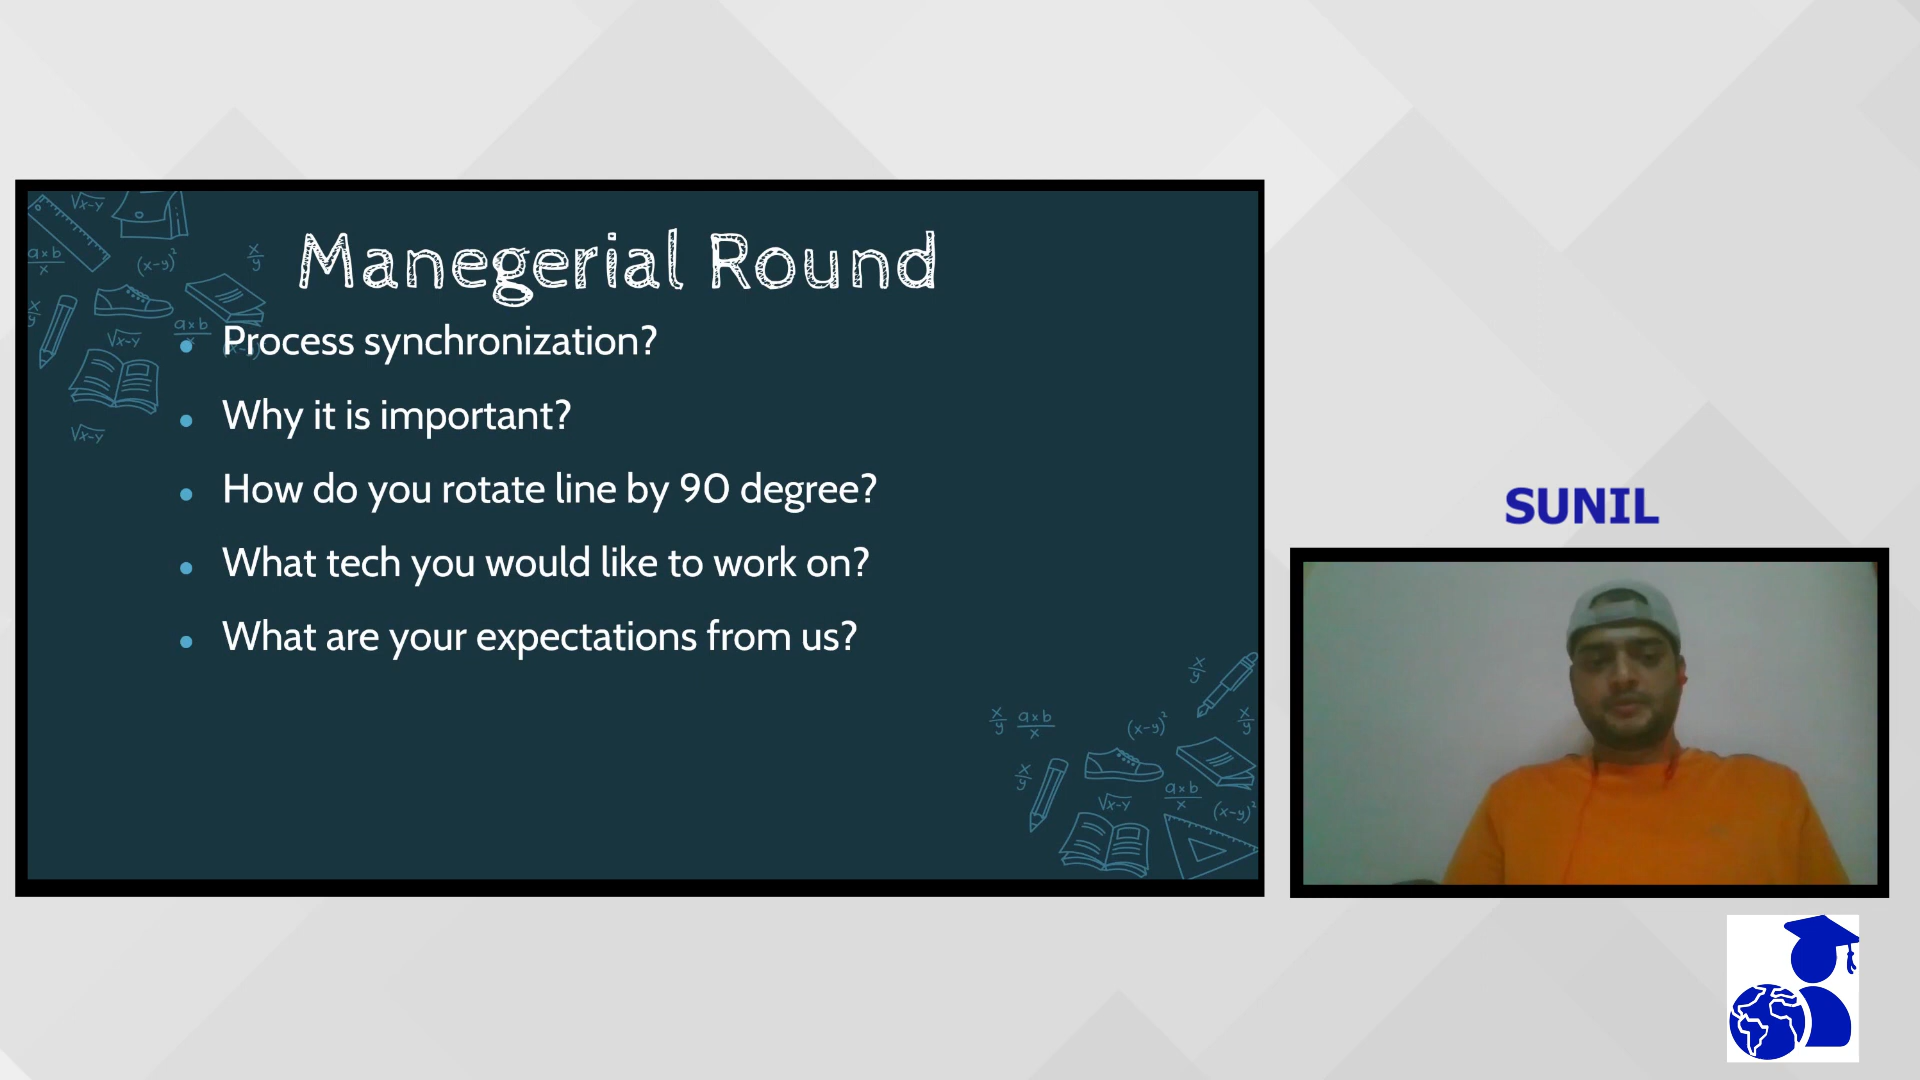 Manegerial Round
Process synchronization?
Why it is important?
How do you rotate line by 90 degree?
What tech you would like to work on?
What are your expectations from us?
SUNIL